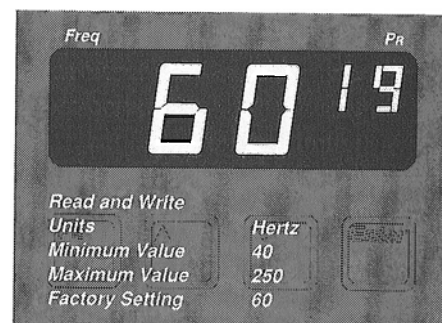 Freq PR
60 19
Read and Write
Units Hertz
Minimum Value 40
Maximum Value 250
Factory Setting 60